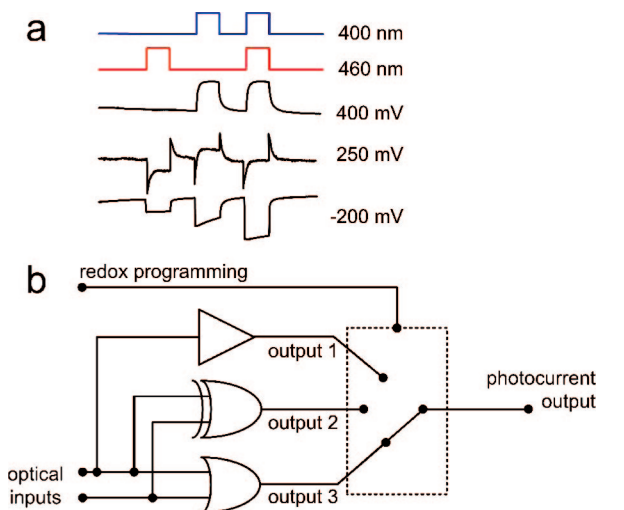 a
400 nm
460 nm
400 mV
250 mV
-200 mV
b
redox programming
output 1
output 2
output 3
optical
inputs
photocurrent
output